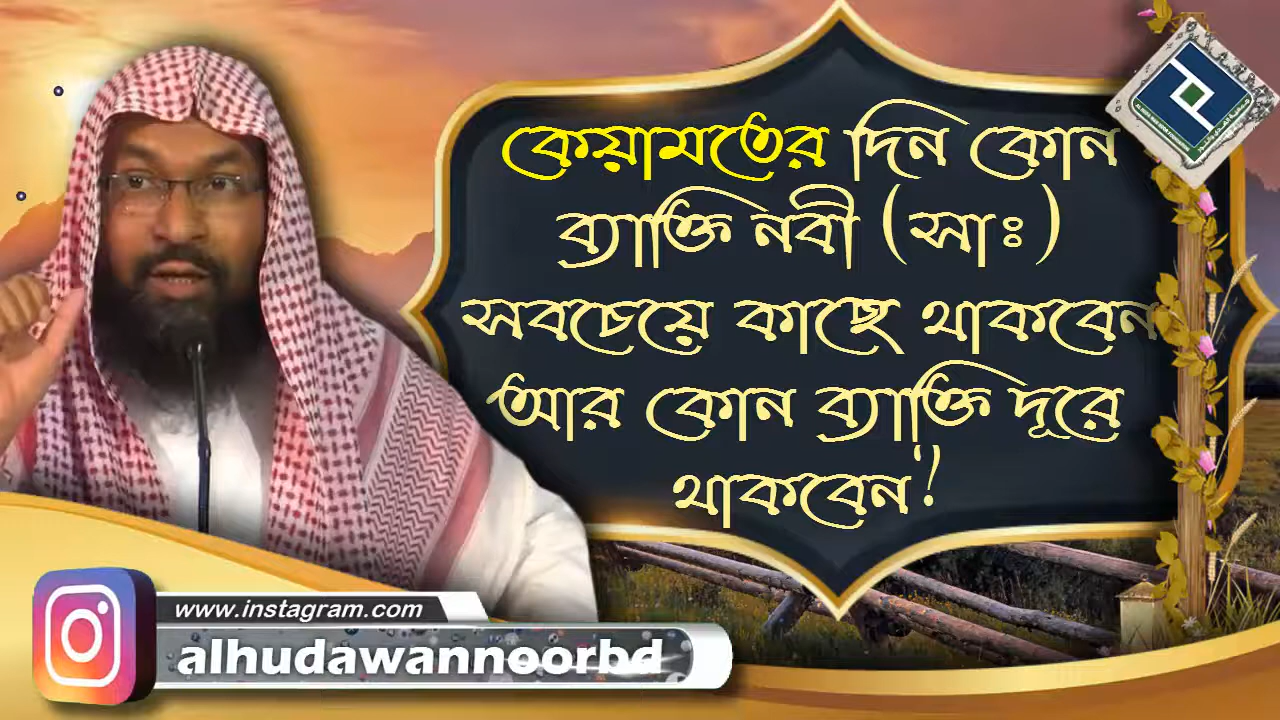 কেয়ামতের দিন কোন
ব্যাক্তি নবী (সাঃ)
সবচেয়ে কাছে থাকবেন
আর কোন ব্যাক্তি দূরে
থাকবেন?
www.instagram.com
alhudawannoorbd